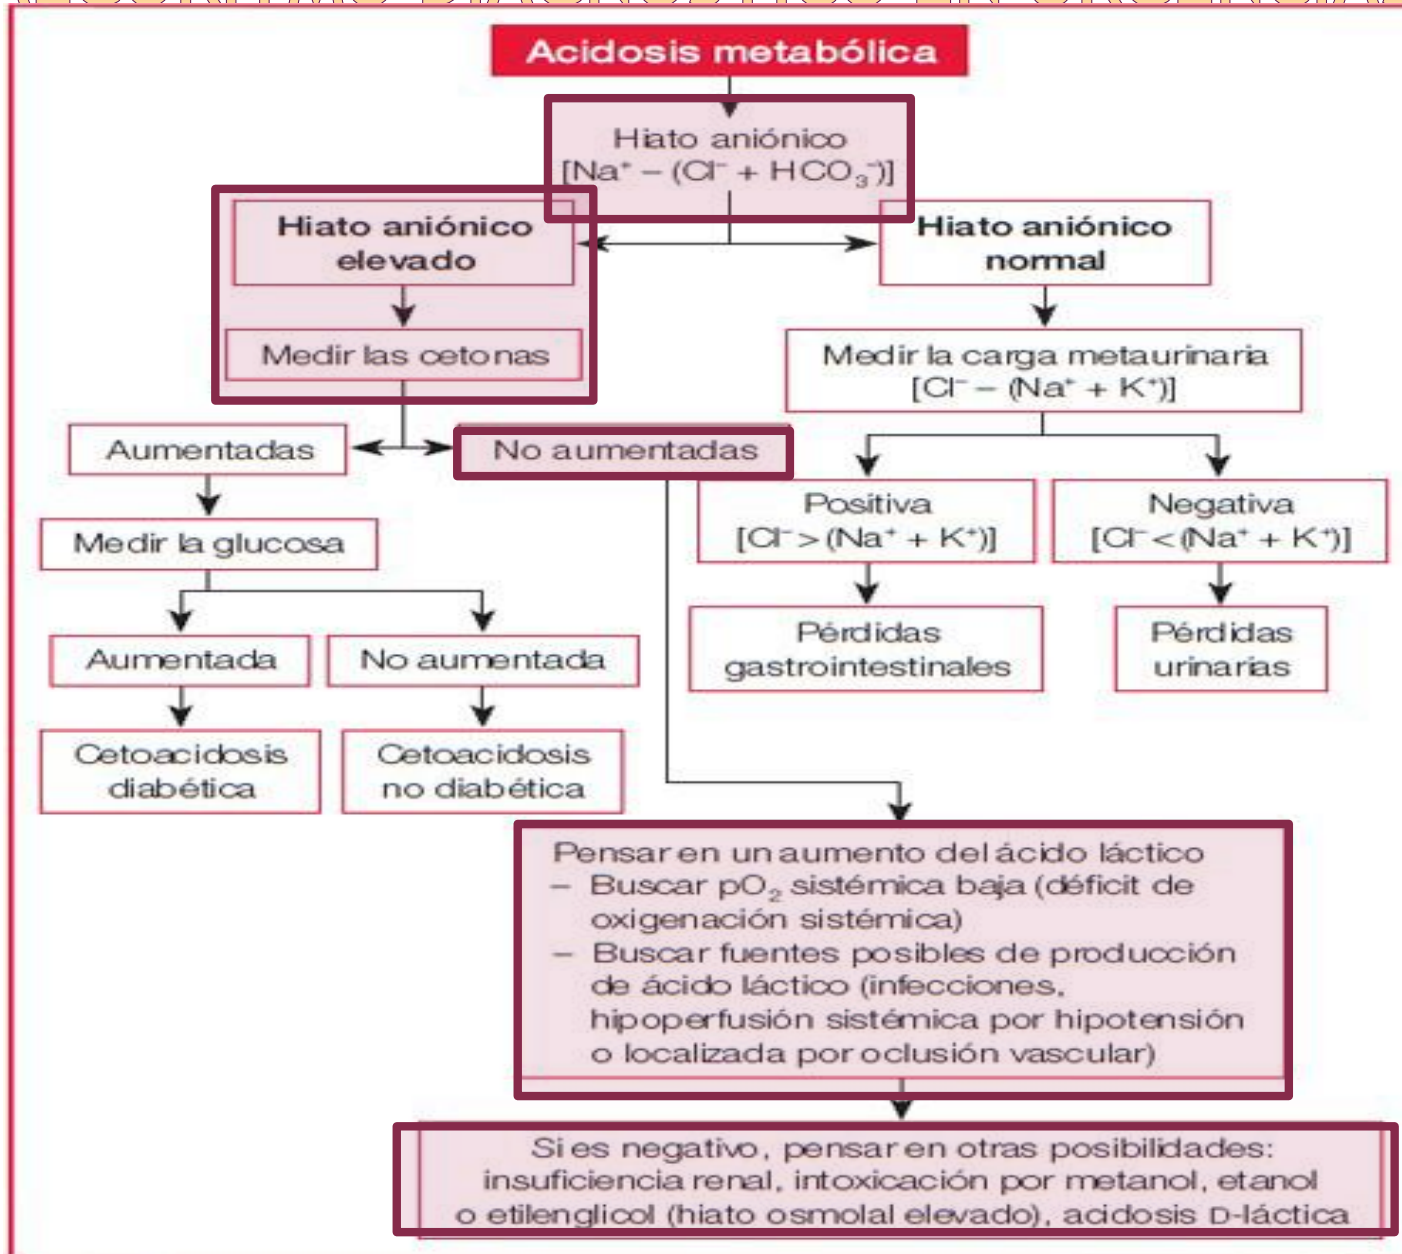 Acidosis metabólica
Hiato aniónico
[Na⁺ – (Cl⁻ + HCO₃⁻)]
Hiato aniónico
elevado
Medir las cetonas
Aumentadas
No aumentadas
Medir la glucosa
Aumentada
No aumentada
Cetoacidosis
diabética
Cetoacidosis
no diabética
Hiato aniónico
normal
Medir la carga metaurinaria
[Cl⁻ – (Na⁺ + K⁺)]
Positiva
[Cl⁻ > (Na⁺ + K⁺)]
Negativa
[Cl⁻ < (Na⁺ + K⁺)]
Pérdidas
gastrointestinales
Pérdidas
urinarias
Pensar en un aumento del ácido láctico
– Buscar pO₂ sistémica baja (déficit de
oxigenación sistémica)
– Buscar fuentes posibles de producción
de ácido láctico (infecciones,
hipoperfusión sistémica por hipotensión
o localizada por oclusión vascular)
Si es negativo, pensar en otras posibilidades:
insuficiencia renal, intoxicación por metanol, etanol
o etilenglicol (hiato osmolal elevado), acidosis D-láctica